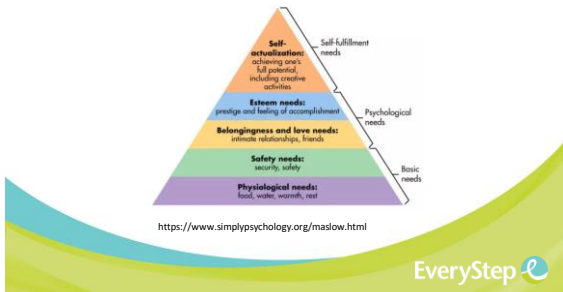 Self-
actualization:
achieving one's
full potential,
including creative
activities
Self-fulfillment
needs
Esteem needs:
prestige and feeling of accomplishment
Psychological
needs
Belongingness and love needs:
intimate relationships, friends
Safety needs:
security, safety
Basic
needs
Physiological needs:
food, water, warmth, rest
https://www.simplypsychology.org/maslow.html
EveryStep e